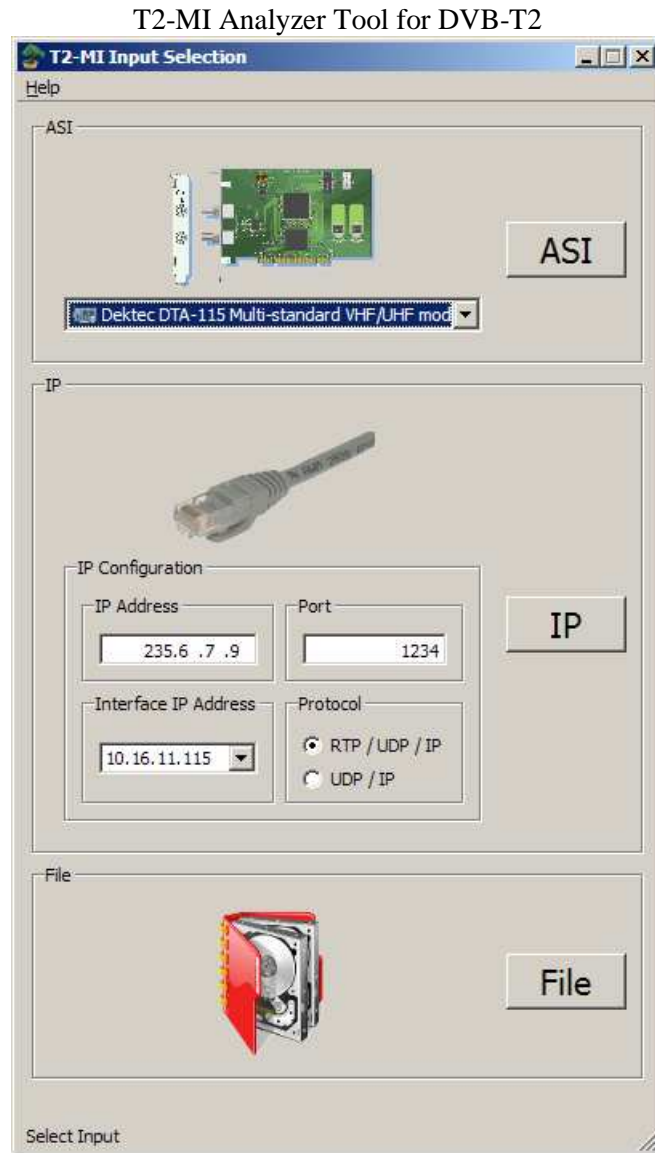 T2-MI Analyzer Tool for DVB-T2
T2-MI Input Selection
Help
ASI
ASI
Dektec DTA-115 Multi-standard VHF/UHF mod
IP
IP Configuration
IP Address
Port
235.6 .7 .9
1234
IP
Interface IP Address
Protocol
10.16.11.115
RTP / UDP / IP
UDP / IP
File
File
Select Input